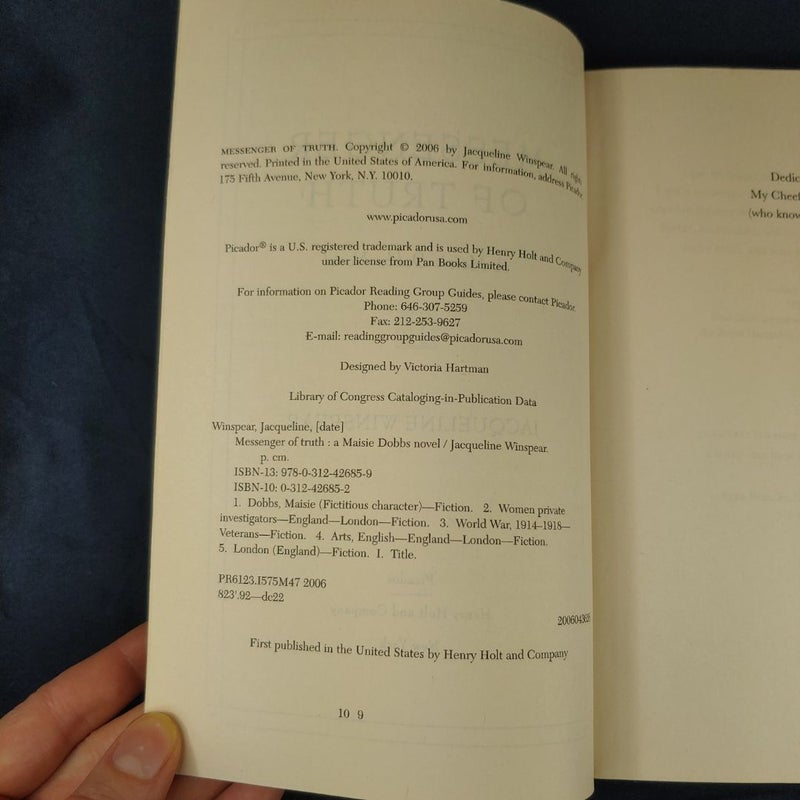 MESSENGER OF TRUTH. Copyright © 2006 by Jacqueline Winspear. All rights
reserved. Printed in the United States of America. For information, address Picador
175 Fifth Avenue, New York, N.Y. 10010.
www.picadorusa.com
Picador® is a U.S. registered trademark and is used by Henry Holt and Company
under license from Pan Books Limited.
For information on Picador Reading Group Guides, please contact Picador.
Phone: 646-307-5259
Fax: 212-253-9627
E-mail: readinggroupguides@picadorusa.com
Designed by Victoria Hartman
Library of Congress Cataloging-in-Publication Data
Winspear, Jacqueline, [date]
Messenger of truth : a Maisie Dobbs novel / Jacqueline Winspear.
p. cm.
ISBN-13: 978-0-312-42685-9
ISBN-10: 0-312-42685-2
1. Dobbs, Maisie (Fictitious character)—Fiction. 2. Women private
investigators—England—London—Fiction. 3. World War, 1914–1918—
Veterans—Fiction. 4. Arts, English—England—London—Fiction.
5. London (England)—Fiction. I. Title.
PR6123.I575M47 2006
823'.92—dc22
First published in the United States by Henry Holt and Company
10 9
Dedic
My Cheef
(who know